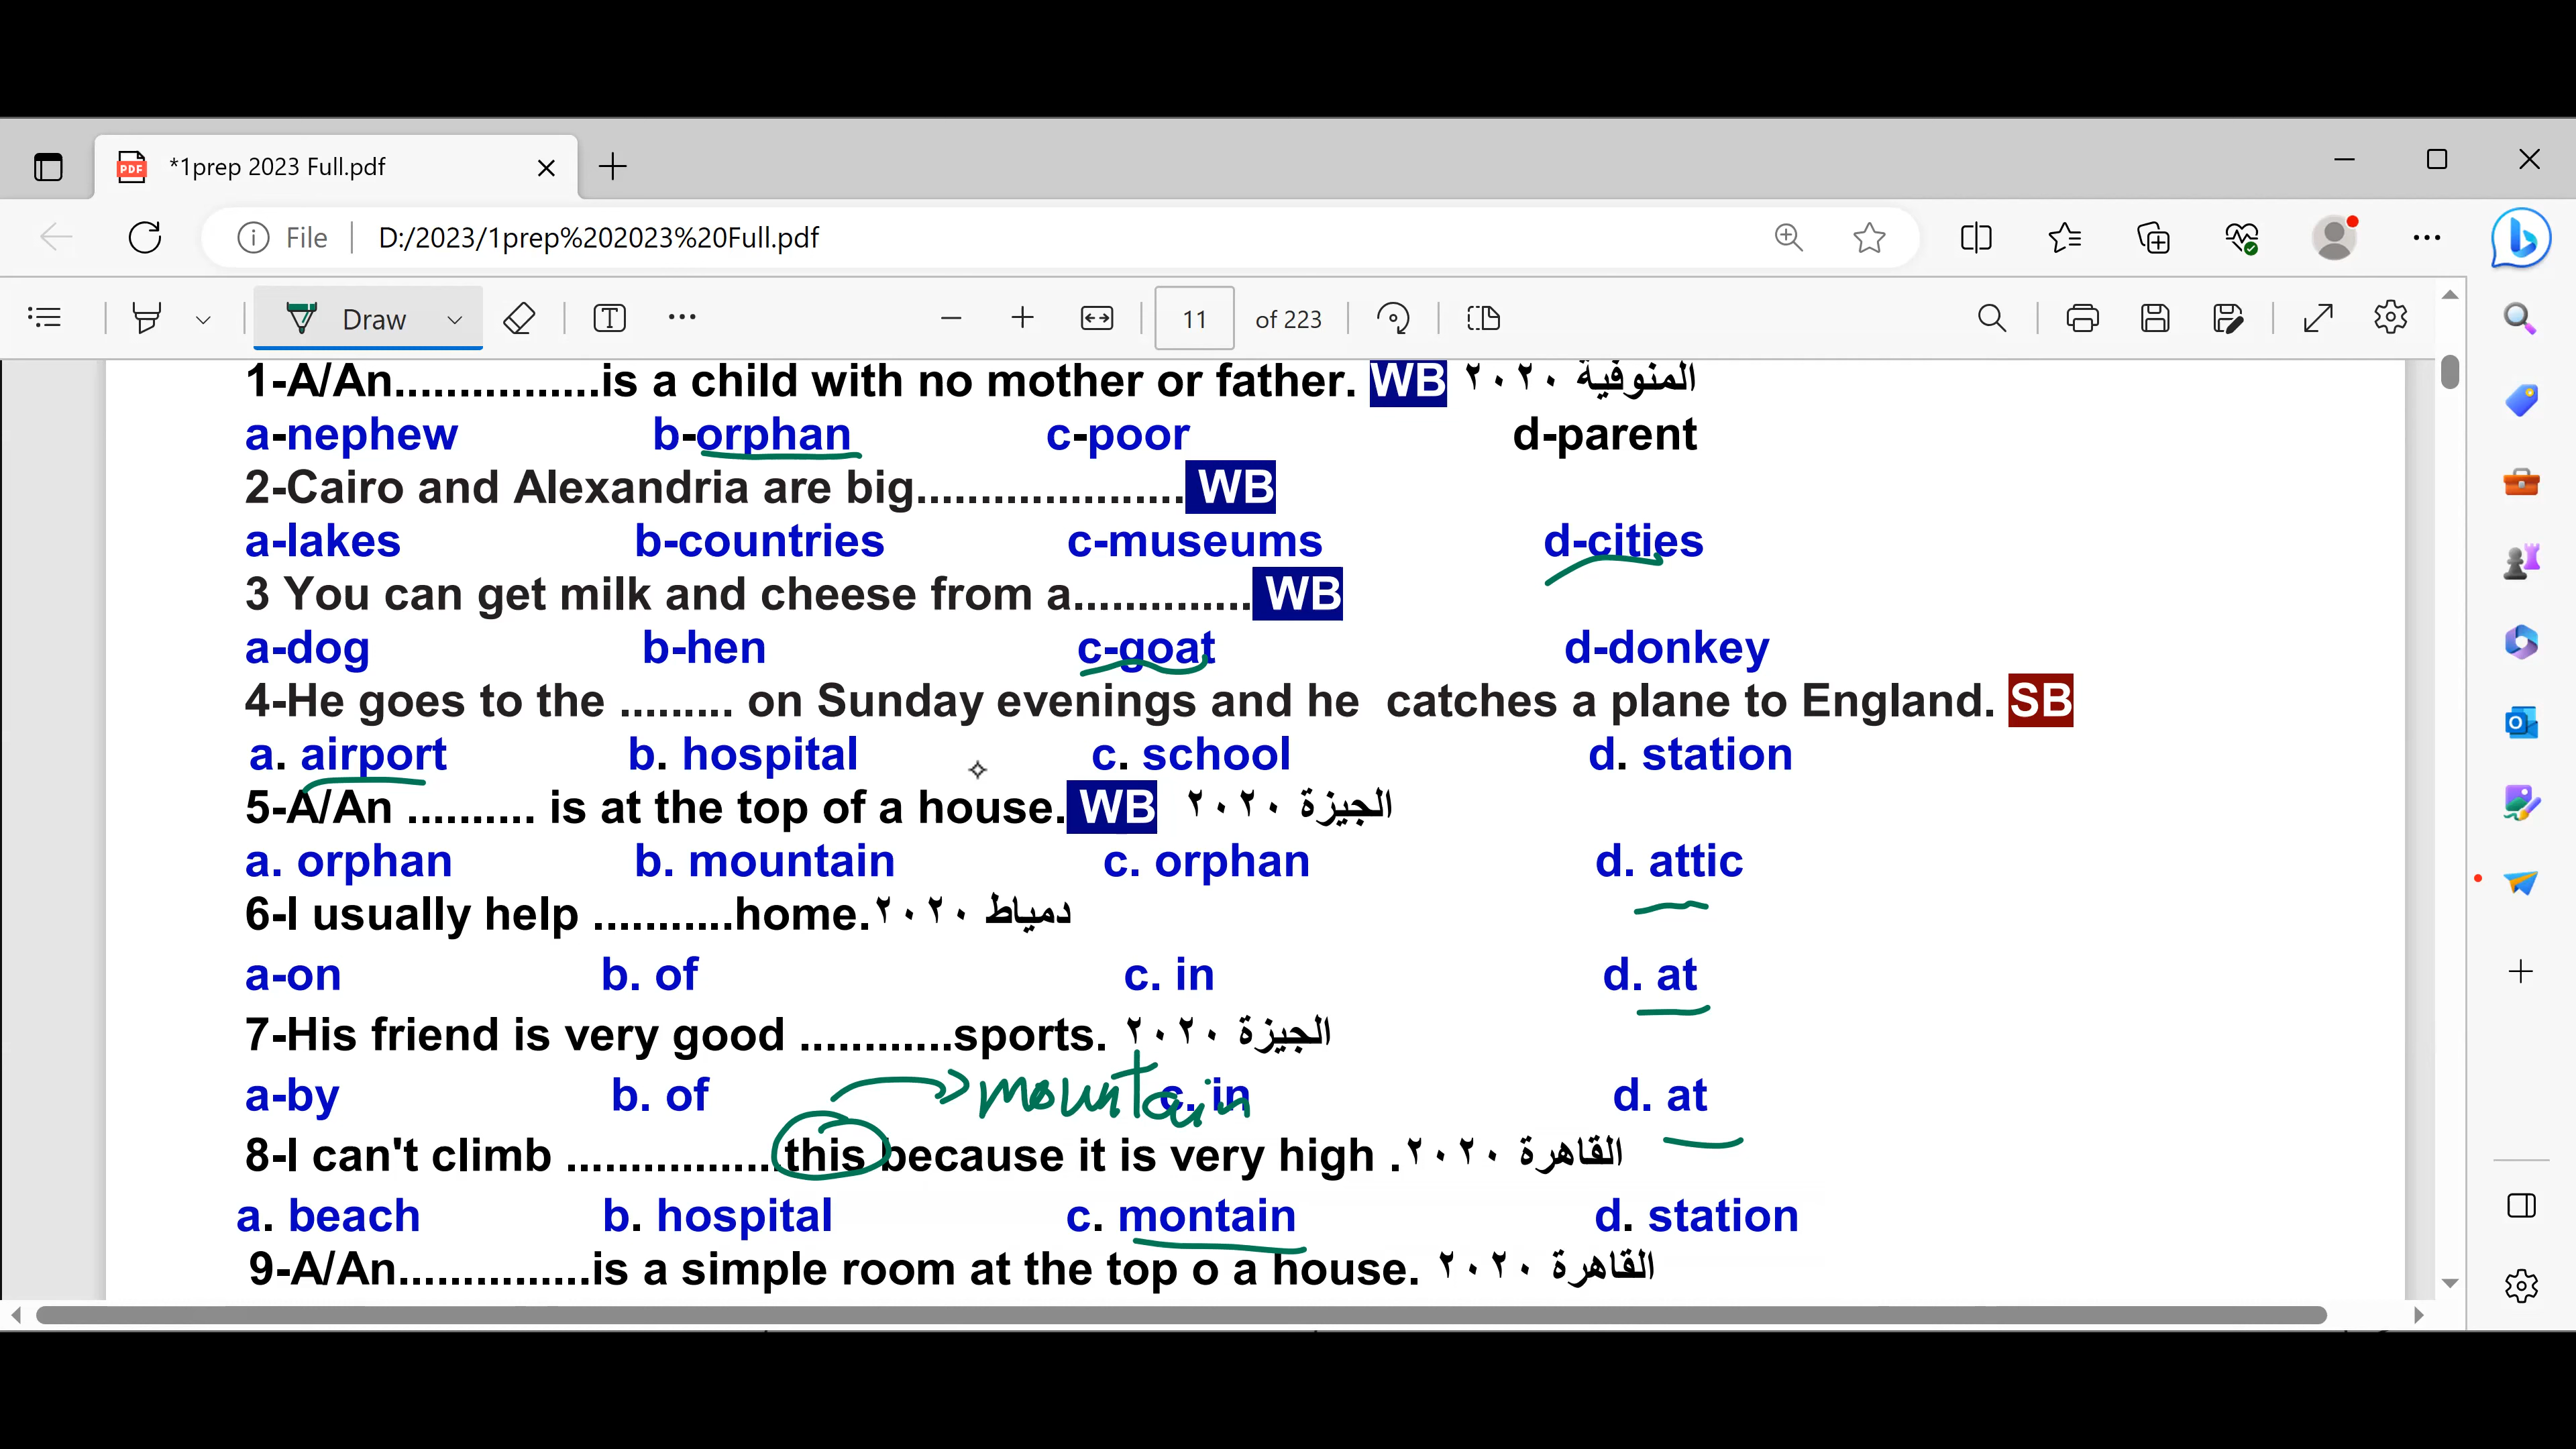 *1prep 2023 Full.pdf
File D:/2023/1prep%202023%20Full.pdf
Draw 11 of 223
1-A/An................is a child with no mother or father. WB المنوفية ٢٠٢٠
a-nephew b-orphan c-poor d-parent
2-Cairo and Alexandria are big..................... WB
a-lakes b-countries c-museums d-cities
3 You can get milk and cheese from a.............. WB
a-dog b-hen c-goat d-donkey
4-He goes to the ......... on Sunday evenings and he catches a plane to England. SB
a. airport b. hospital c. school d. station
5-A/An .......... is at the top of a house. WB الجيزة ٢٠٢٠
a. orphan b. mountain c. orphan d. attic
6-I usually help ...........home. دمياط ٢٠٢٠
a-on b. of c. in d. at
7-His friend is very good ............sports. الجيزة ٢٠٢٠
a-by b. of c. in d. at
mountain
8-I can't climb .................this because it is very high . القاهرة ٢٠٢٠
a. beach b. hospital c. montain d. station
9-A/An...............is a simple room at the top o a house. القاهرة ٢٠٢٠